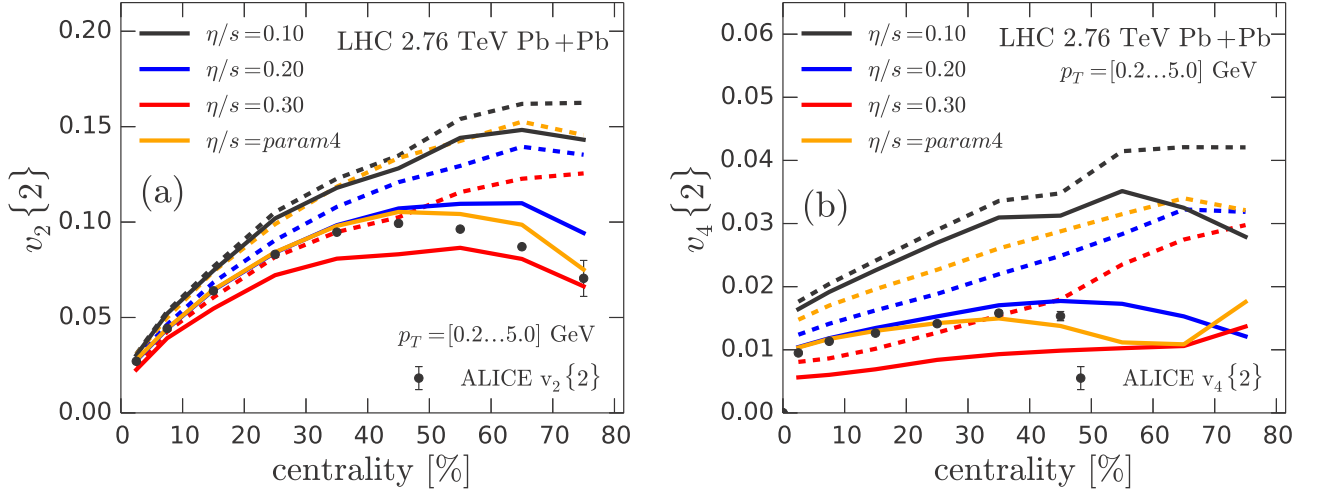 0.20
0.15
0.10
0.05
0.00
v₂{2}
η/s=0.10
η/s=0.20
η/s=0.30
η/s=param4
LHC 2.76 TeV Pb+Pb
(a)
p_T=[0.2...5.0] GeV
ALICE v₂{2}
0 10 20 30 40 50 60 70 80
centrality [%]
0.06
0.05
0.04
0.03
0.02
0.01
0.00
v₄{2}
η/s=0.10
η/s=0.20
η/s=0.30
η/s=param4
LHC 2.76 TeV Pb+Pb
p_T=[0.2...5.0] GeV
(b)
ALICE v₄{2}
0 10 20 30 40 50 60 70 80
centrality [%]